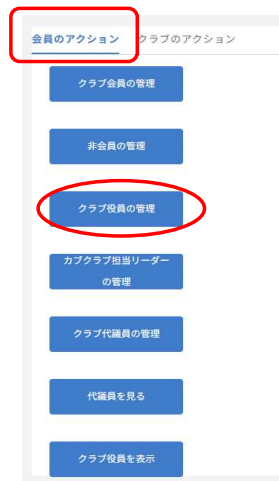 会員のアクション クラブのアクション
クラブ会員の管理
非会員の管理
クラブ役員の管理
カブクラブ担当リーダー
の管理
クラブ代議員の管理
代議員を見る
クラブ役員を表示